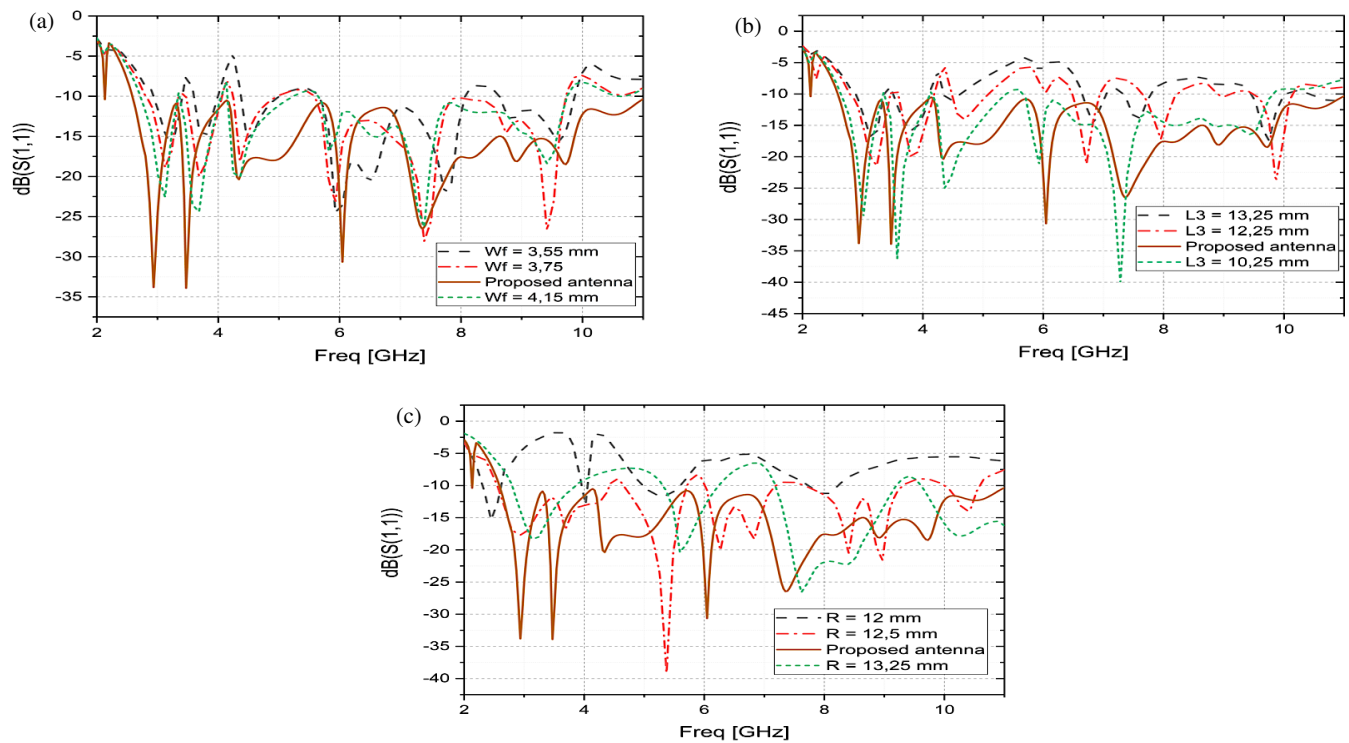 (a)
0
-5
-10
-15
-20
-25
-30
-35
dB(S(1,1))
2
4
6
8
10
Freq [GHz]
Wf = 3,55 mm
Wf = 3,75
Proposed antenna
Wf = 4,15 mm
(b)
0
-5
-10
-15
-20
-25
-30
-35
-40
-45
dB(S(1,1))
2
4
6
8
10
Freq [GHz]
L3 = 13,25 mm
L3 = 12,25 mm
Proposed antenna
L3 = 10,25 mm
(c)
0
-5
-10
-15
-20
-25
-30
-35
-40
dB(S(1,1))
2
4
6
8
10
Freq [GHz]
R = 12 mm
R = 12,5 mm
Proposed antenna
R = 13,25 mm